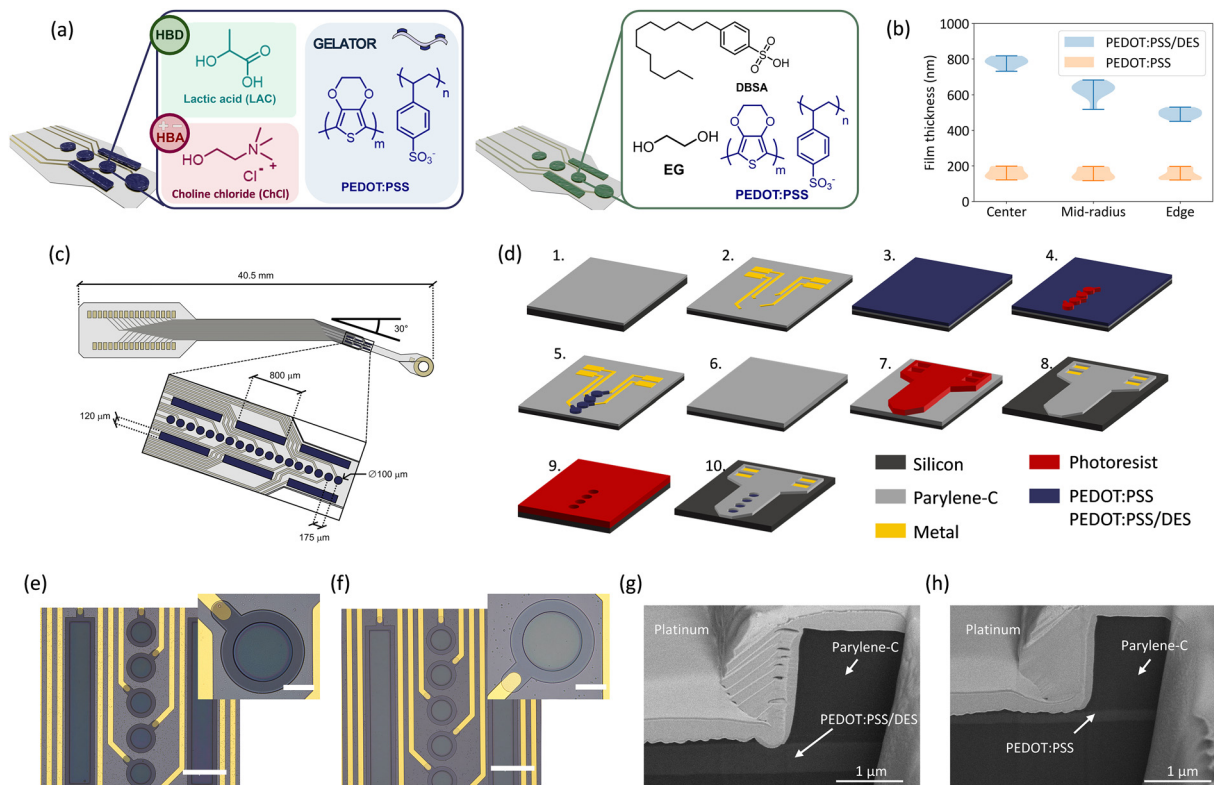 (a)
HBD
HO
O
OH
Lactic acid (LAC)
HBA
HO
N
+
Cl-
Choline chloride (ChCl)
GELATOR
O
O
S
m
n
SO3-
PEDOT:PSS
O
S
O
OH
DBSA
HO
OH
EG
O
O
S
m
n
SO3-
PEDOT:PSS
(b)
Film thickness (nm)
1000
800
600
400
200
0
PEDOT:PSS/DES
PEDOT:PSS
Center
Mid-radius
Edge
(c)
40.5 mm
30°
800 μm
120 μm
Ø100 μm
175 μm
(d)
1.
2.
3.
4.
5.
6.
7.
8.
9.
10.
Silicon
Parylene-C
Metal
Photoresist
PEDOT:PSS
PEDOT:PSS/DES
(e)
(f)
(g)
Platinum
Parylene-C
PEDOT:PSS/DES
1 μm
(h)
Platinum
Parylene-C
PEDOT:PSS
1 μm